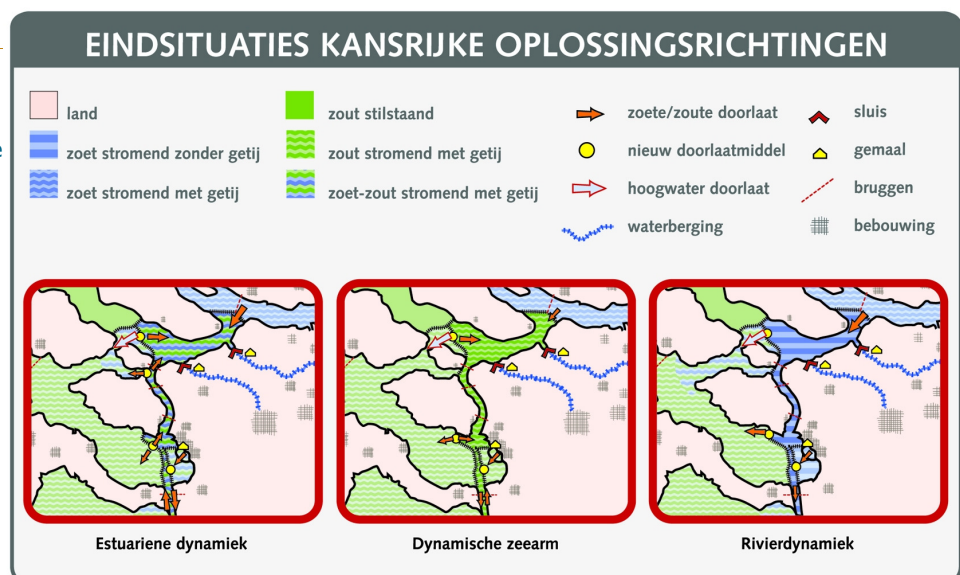 EINDSITUATIES KANSRIJKE OPLOSSINGSRICHTINGEN
land
zoet stromend zonder getij
zoet stromend met getij
zout stilstaand
zout stromend met getij
zoet-zout stromend met getij
zoete/zoute doorlaat
nieuw doorlaatmiddel
hoogwater doorlaat
waterberging
sluis
gemaal
bruggen
bebouwing
Estuariene dynamiek
Dynamische zeearm
Rivierdynamiek